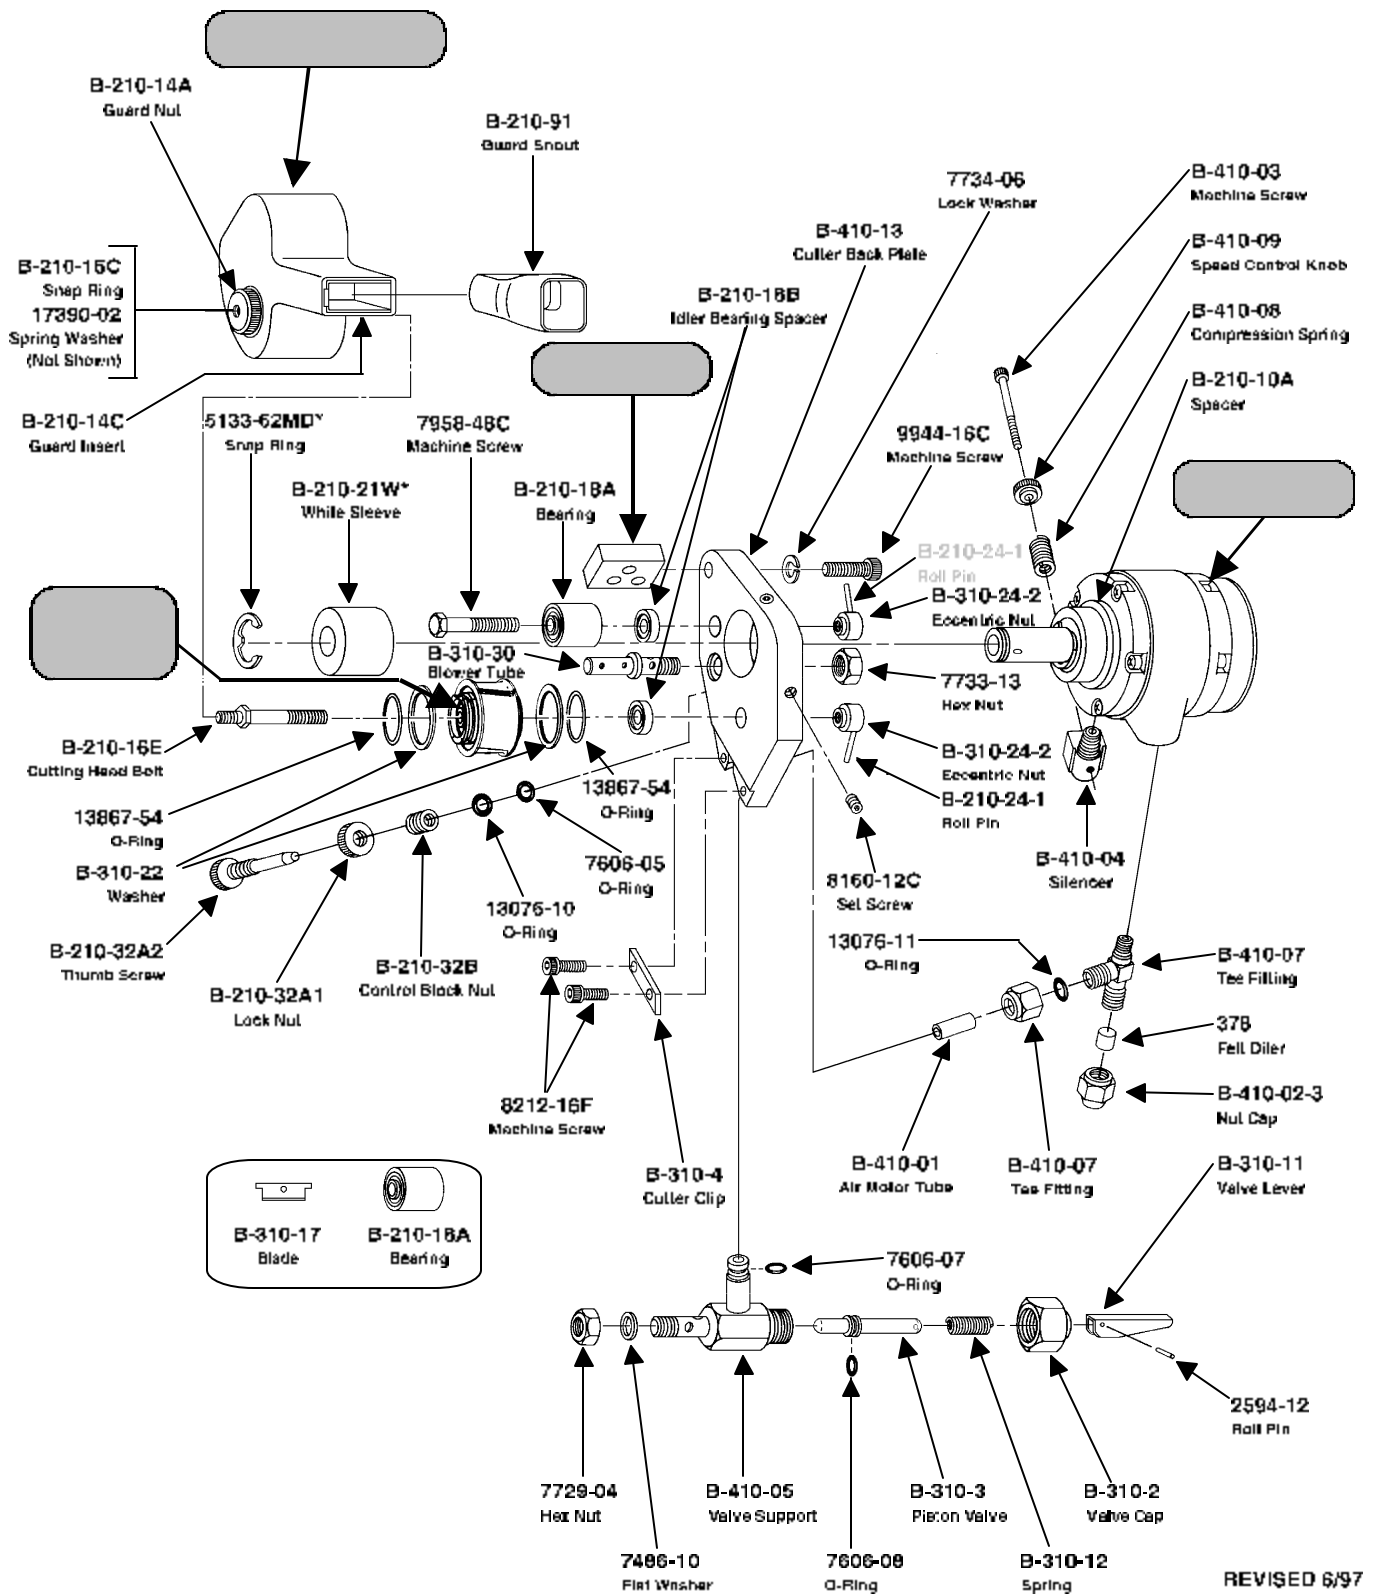 B-210-14A
Guard Nut
B-210-91
Guard Snout
7734-06
Lock Washer
B-410-03
Machine Screw
B-410-13
Cutter Back Plate
B-410-09
Speed Control Knob
B-210-16C
Snap Ring
17390-02
Spring Washer
(Not Shown)
B-210-18B
Idler Bearing Spacer
B-410-08
Compression Spring
B-210-10A
Spacer
B-210-14C
Guard Insert
5133-62MD*
Snap Ring
7958-48C
Machine Screw
9944-16C
Machine Screw
B-210-21W*
White Sleeve
B-210-18A
Bearing
B-210-24-1
Roll Pin
B-310-24-2
Eccentric Nut
B-310-30
Blower Tube
7733-13
Hex Nut
B-210-16E
Cutting Head Bolt
B-310-24-2
Eccentric Nut
13867-54
O-Ring
B-210-24-1
Roll Pin
13867-54
O-Ring
B-310-22
Washer
7606-05
O-Ring
B-410-04
Silencer
8160-12C
Set Screw
13076-10
O-Ring
B-210-32A2
Thumb Screw
B-210-32A1
Lock Nut
B-210-32B
Control Block Nut
13076-11
O-Ring
B-410-07
Tee Fitting
378
Felt Oiler
B-410-02-3
Nut Cap
8212-16F
Machine Screw
B-310-4
Cutter Clip
B-410-01
Air Motor Tube
B-410-07
Tee Fitting
B-310-11
Valve Lever
B-310-17
Blade
B-210-18A
Bearing
7606-07
O-Ring
2594-12
Roll Pin
7729-04
Hex Nut
B-410-05
Valve Support
B-310-3
Piston Valve
B-310-2
Valve Cap
7486-10
Flat Washer
7606-08
O-Ring
B-310-12
Spring
REVISED 6/97